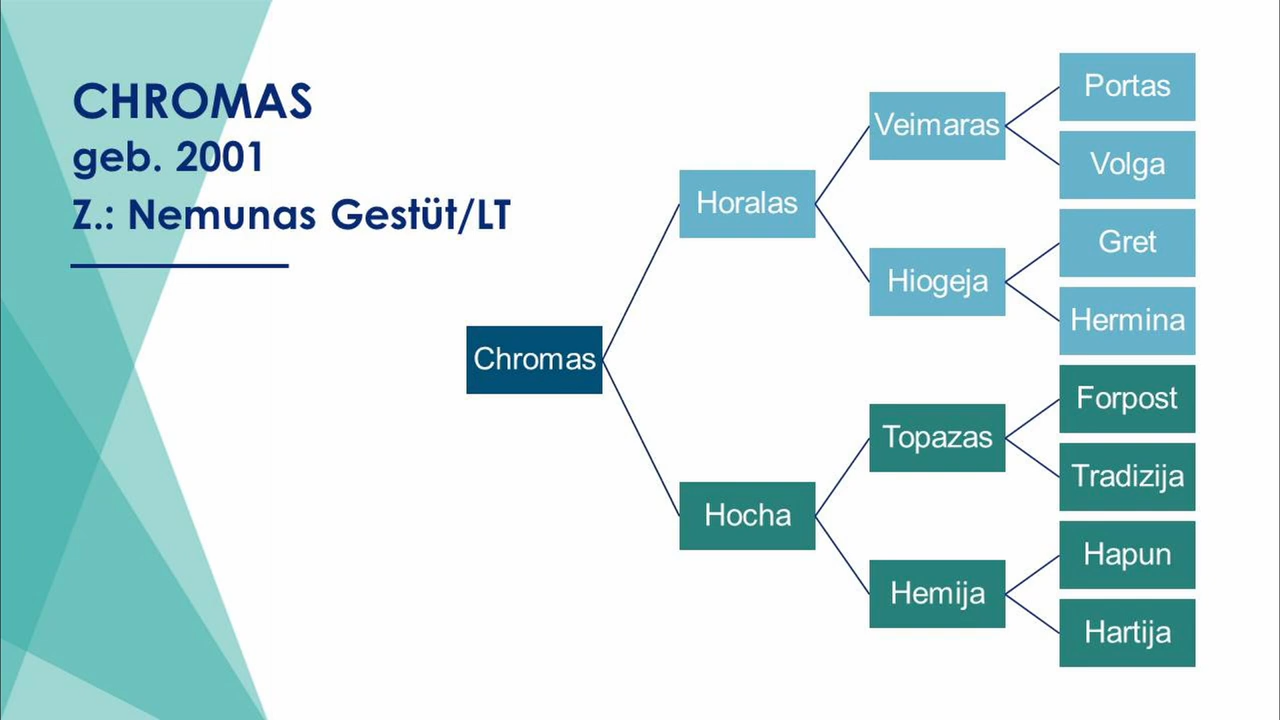 CHROMAS
geb. 2001
Z.: Nemunas Gestüt/LT
Chromas
Horalas
Hocha
Veimaras
Hiogeja
Topazas
Hemija
Portas
Volga
Gret
Hermina
Forpost
Tradizija
Hapun
Hartija